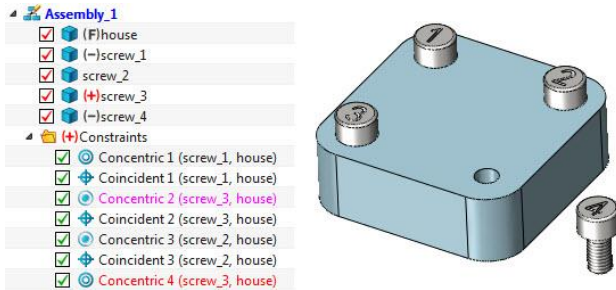 Assembly_1
(F)house
(-)screw_1
screw_2
(+)screw_3
(-)screw_4
(+)Constraints
Concentric 1 (screw_1, house)
Coincident 1 (screw_1, house)
Concentric 2 (screw_3, house)
Coincident 2 (screw_3, house)
Concentric 3 (screw_2, house)
Coincident 3 (screw_2, house)
Concentric 4 (screw_3, house)
1
2
3
4